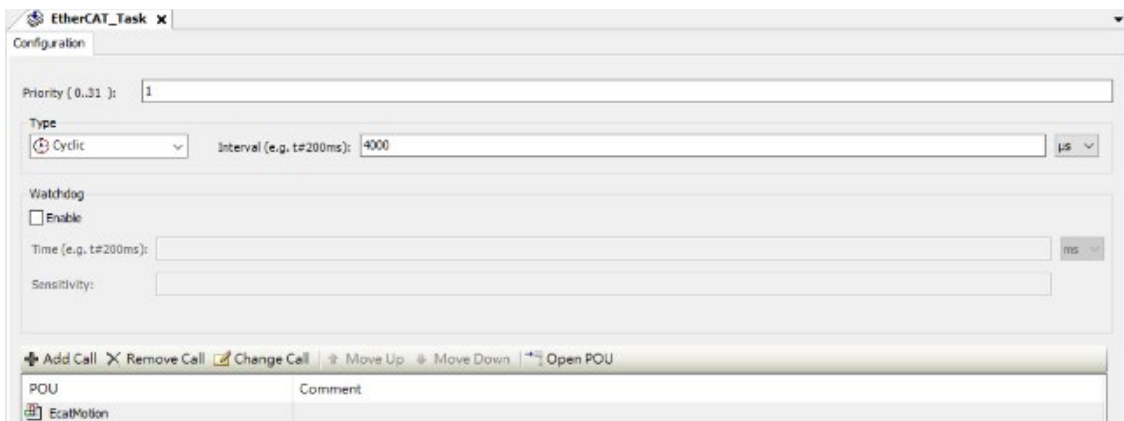 EtherCAT_Task x
Configuration
Priority ( 0..31 ): 1
Type
Cyclic Interval (e.g. t#200ms): 4000 µs
Watchdog
Enable
Time (e.g. t#200ms): ms
Sensitivity:
Add Call Remove Call Change Call Move Up Move Down Open POU
POU Comment
EcatMotion